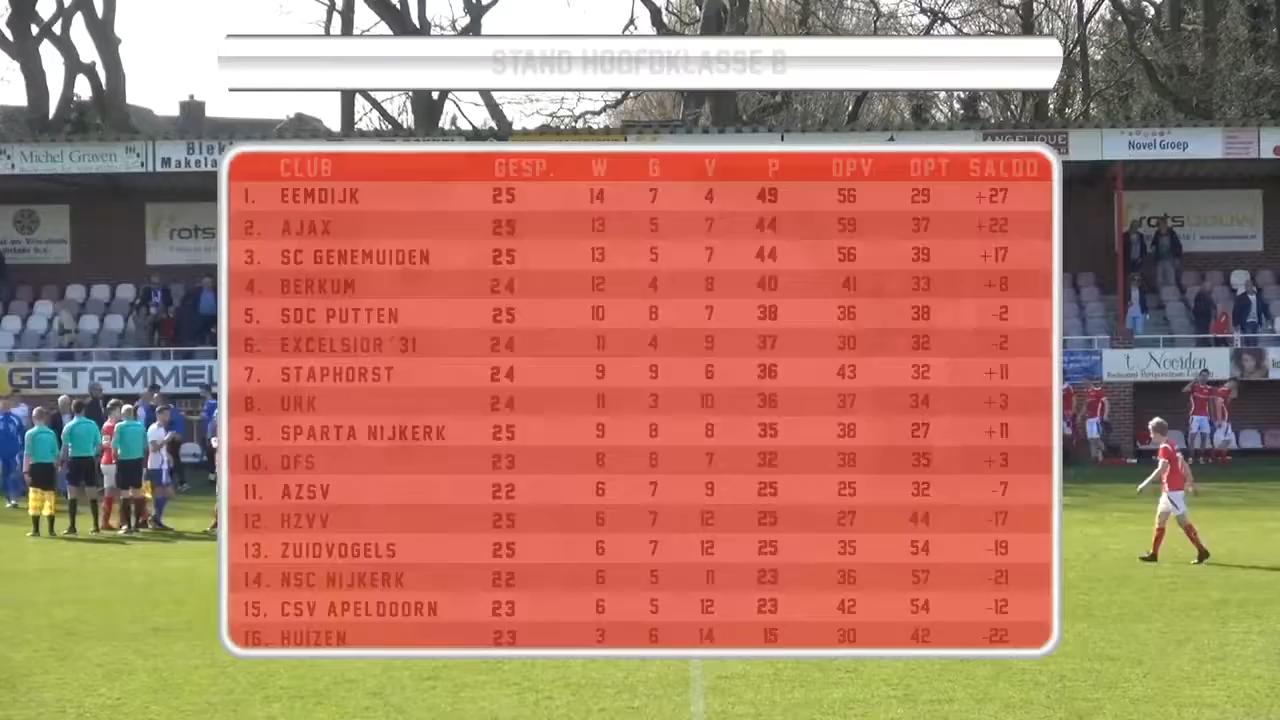 STAND HOOFDKLASSE B
ANGELIQUE
Novel Groep
Michel Graven
Blek
Makela
rots
rotsbouw
CLUB GESP. W G V P DPV DPT SALDO
1. EEMDIJK 25 14 7 4 49 56 29 +27
2. AJAX 25 13 5 7 44 59 37 +22
3. SC GENEMUIDEN 25 13 5 7 44 56 39 +17
4. BERKUM 24 12 4 8 40 41 33 +8
5. SDC PUTTEN 25 10 8 7 38 36 38 -2
6. EXCELSIOR '31 24 11 4 9 37 30 32 -2
7. STAPHORST 24 9 9 6 36 43 32 +11
8. URK 24 11 3 10 36 37 34 +3
9. SPARTA NIJKERK 25 9 8 8 35 38 27 +11
10. DFS 23 8 8 7 32 38 35 +3
11. AZSV 22 6 7 9 25 25 32 -7
12. HZVV 25 6 7 12 25 27 44 -17
13. ZUIDVOGELS 25 6 7 12 25 35 54 -19
14. NSC NIJKERK 22 6 5 11 23 36 57 -21
15. CSV APELDOORN 23 6 5 12 23 42 54 -12
16. HUIZEN 23 3 6 14 15 30 42 -22
GETAMMEL
't Noorden